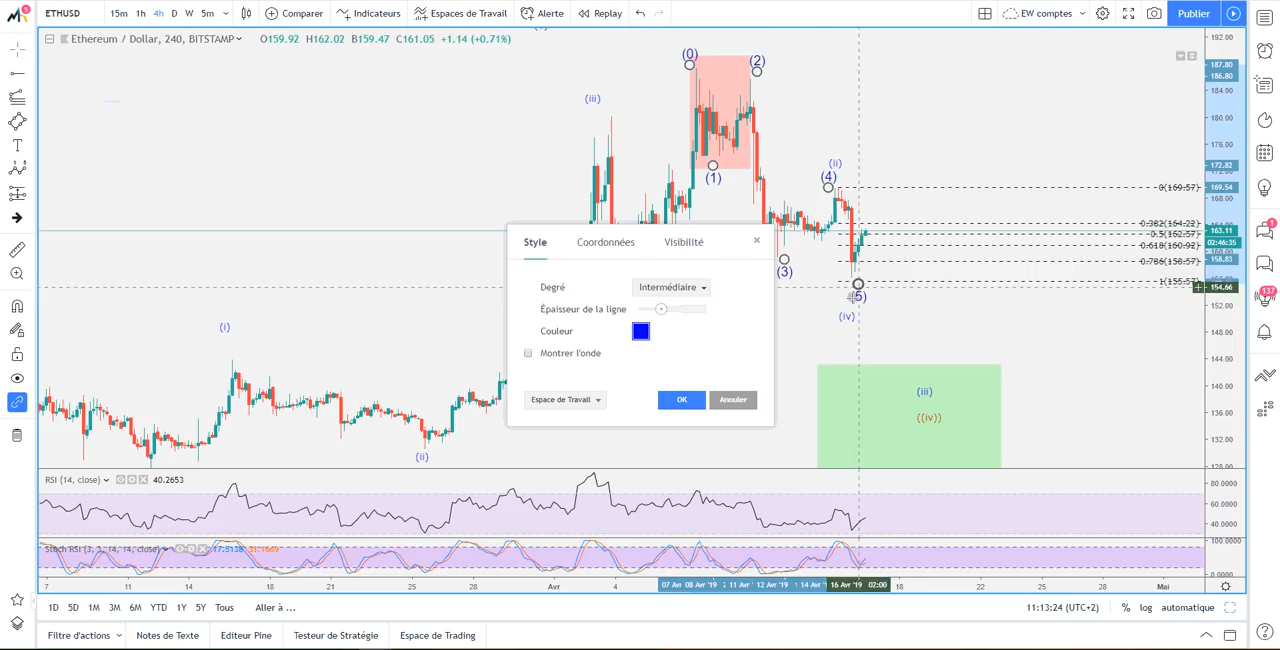 5
ETHUSD
15m 1h 4h D W 5m
Comparer
Indicateurs
Espaces de Travail
Alerte
Replay
EW comptes
Publier
Ethereum / Dollar, 240, BITSTAMP
O159.92 H162.02 B159.47 C161.05 +1.14 (+0.71%)
192.00
187.80
186.80
184.00
180.00
176.00
172.82
172.00
169.54
168.00
163.11
02:46:35
158.83
154.66
152.00
148.00
144.00
140.00
136.00
132.00
128.00
(0)
(2)
(iii)
(1)
(ii)
(4)
0(169.57)
0.382(164.22)
0.5(162.57)
0.618(160.92)
0.786(158.57)
1(155.57)
(3)
(5)
(iv)
(i)
(ii)
(iii)
((iv))
Style
Coordonnées
Visibilité
×
Degré
Intermédiaire
Épaisseur de la ligne
Couleur
Montrer l'onde
Espace de Travail
OK
Annuler
RSI (14, close)
40.2653
80.0000
60.0000
40.0000
Stoch RSI (3, 3, 14, 14, close)
100.0000
0.0000
7
11
14
18
21
25
28
Avr
4
07 Avr
08 Avr '19
11 Avr
12 Avr '19
14 Avr
16 Avr '19 02:00
18
22
25
28
Mai
1D 5D 1M 3M 6M YTD 1Y 5Y Tous
Aller à ...
11:13:24 (UTC+2)
%
log
automatique
Filtre d'actions
Notes de Texte
Editeur Pine
Testeur de Stratégie
Espace de Trading
1
137